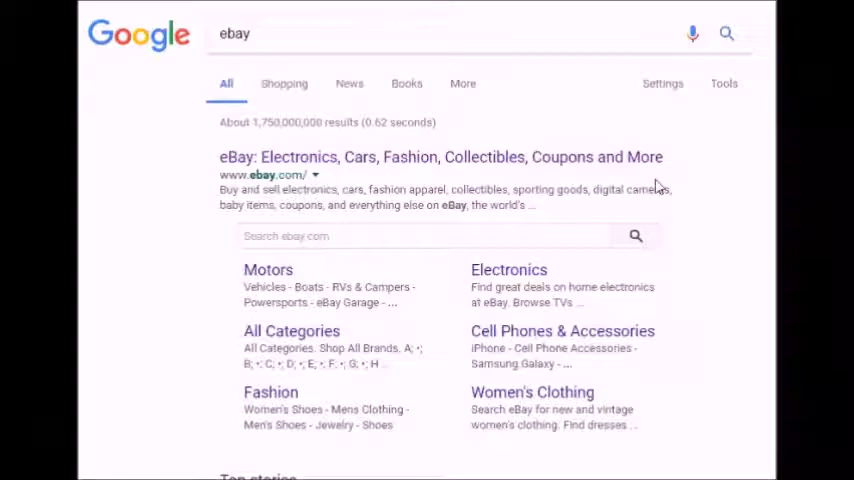 Google ebay
All Shopping News Books More Settings Tools
About 1,750,000,000 results (0.62 seconds)
eBay: Electronics, Cars, Fashion, Collectibles, Coupons and More
www.ebay.com/
Buy and sell electronics, cars, fashion apparel, collectibles, sporting goods, digital cameras,
baby items, coupons, and everything else on eBay, the world's ...
Search ebay.com
Motors
Vehicles - Boats - RVs & Campers -
Powersports - eBay Garage - ...
Electronics
Find great deals on home electronics
at eBay. Browse TVs ...
All Categories
All Categories. Shop All Brands. A; •;
B; •; C; •; D; •; E; •; F; •; G; •; H ...
Cell Phones & Accessories
iPhone - Cell Phone Accessories -
Samsung Galaxy - ...
Fashion
Women's Shoes - Mens Clothing -
Men's Shoes - Jewelry - Shoes
Women's Clothing
Search eBay for new and vintage
women's clothing. Find dresses ...
Top stories